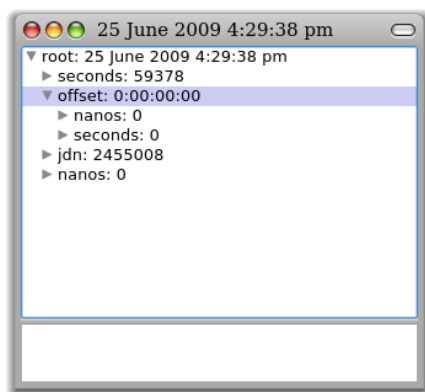 25 June 2009 4:29:38 pm
root: 25 June 2009 4:29:38 pm
seconds: 59378
offset: 0:00:00:00
nanos: 0
seconds: 0
jdn: 2455008
nanos: 0